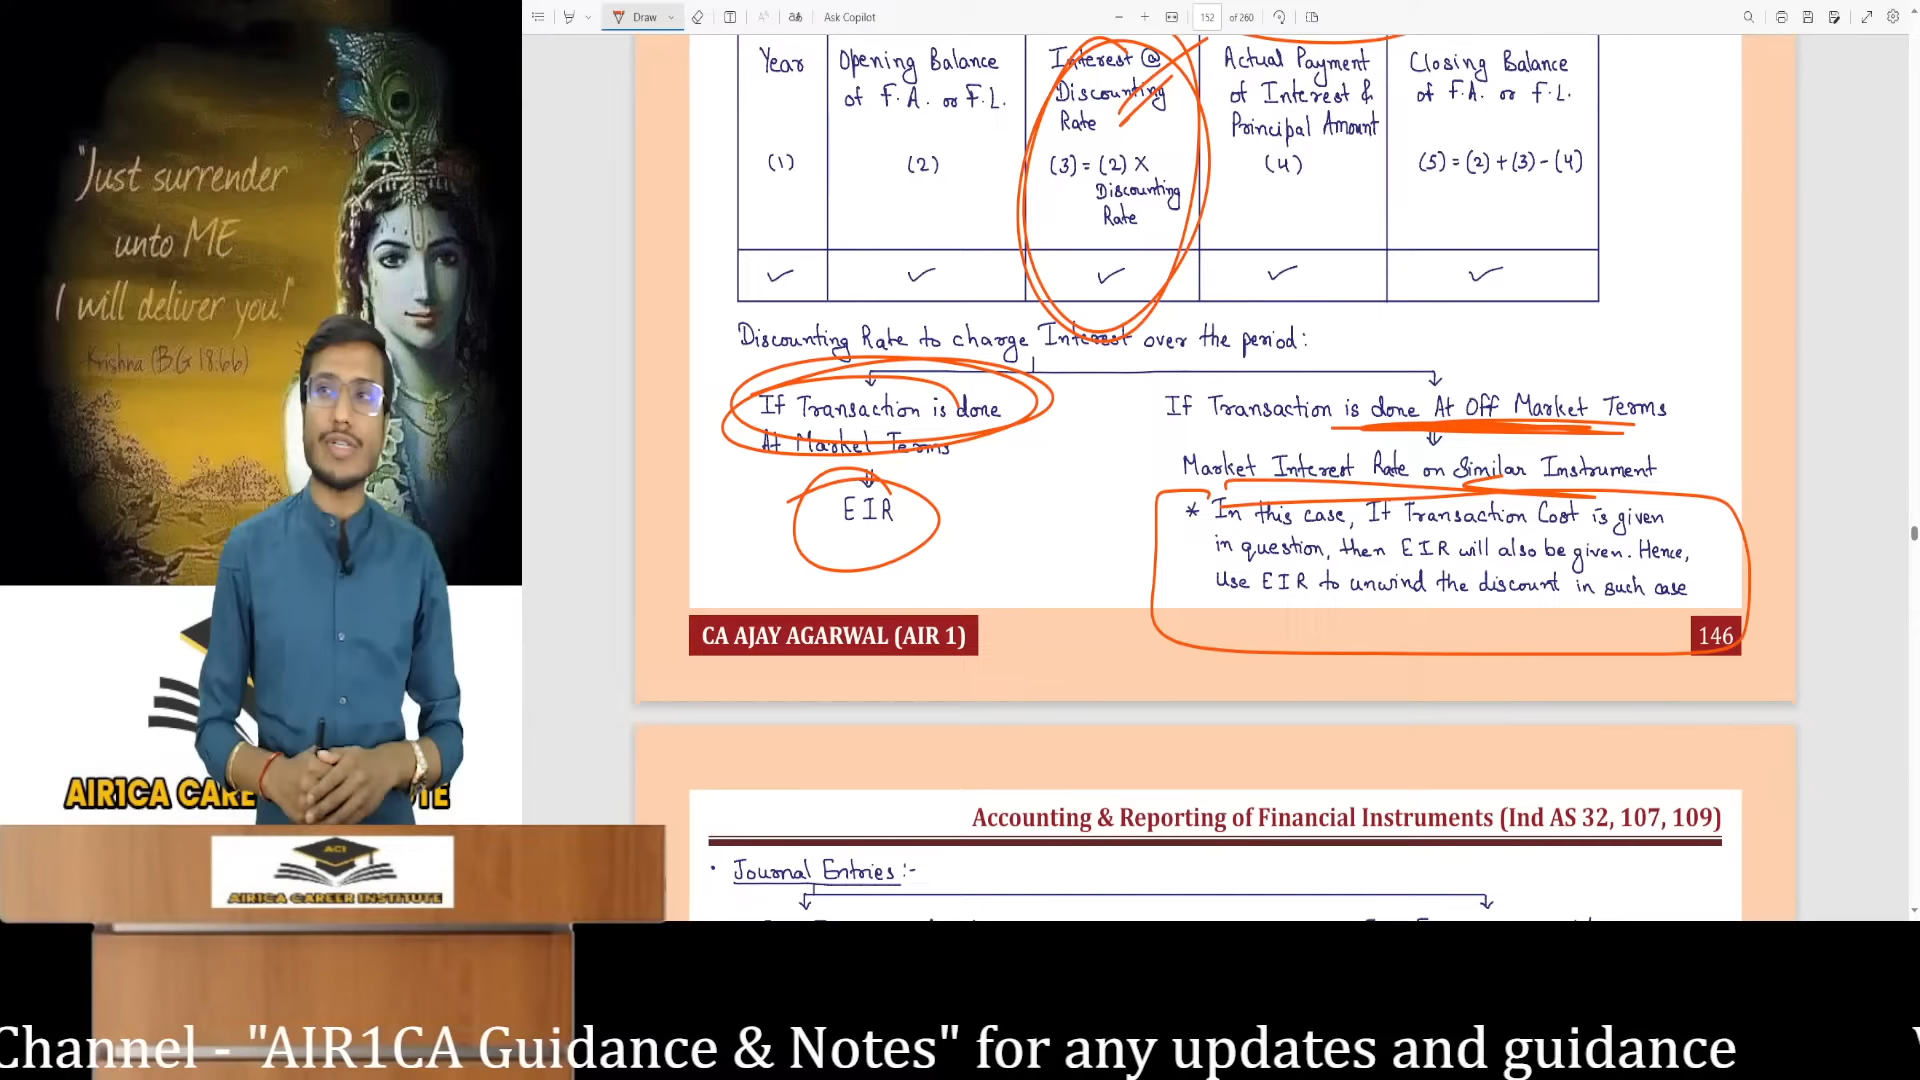 Draw
Ask Copilot
152 of 260
"Just surrender
unto ME
I will deliver you!"
-Krishna (B.G 18:66)
Year
Opening Balance
of F.A. or F.L.
Interest @
Discounting
Rate
Actual Payment
of Interest &
Principal Amount
Closing Balance
of F.A. or F.L.
(1)
(2)
(3) = (2) X
Discounting
Rate
(4)
(5) = (2) + (3) - (4)
Discounting Rate to charge Interest over the period:
If Transaction is done
At Market Terms
EIR
If Transaction is done At Off Market Terms
Market Interest Rate on Similar Instrument
* In this case, If Transaction Cost is given
in question, then EIR will also be given. Hence,
Use EIR to unwind the discount in such case
CA AJAY AGARWAL (AIR 1)
146
Accounting & Reporting of Financial Instruments (Ind AS 32, 107, 109)
• Journal Entries :-
AIR1CA CARE
TE
ACI
AIR1CA CAREER INSTITUTE
Channel - "AIR1CA Guidance & Notes" for any updates and guidance